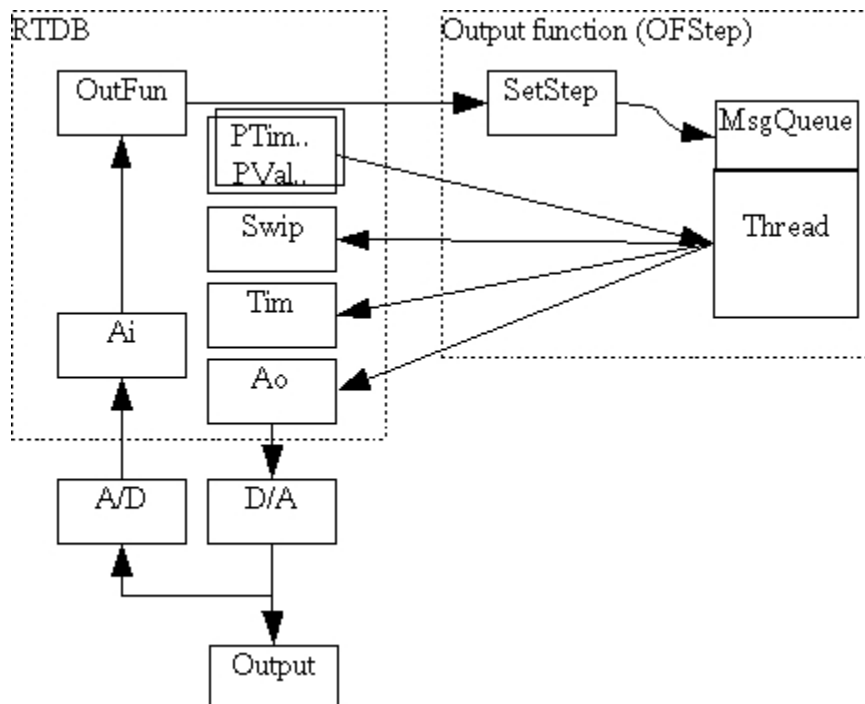 RTDB
Output function (OFStep)
OutFun
SetStep
MsgQueue
PTim..
PVal..
Swip
Thread
Tim
Ai
Ao
A/D
D/A
Output